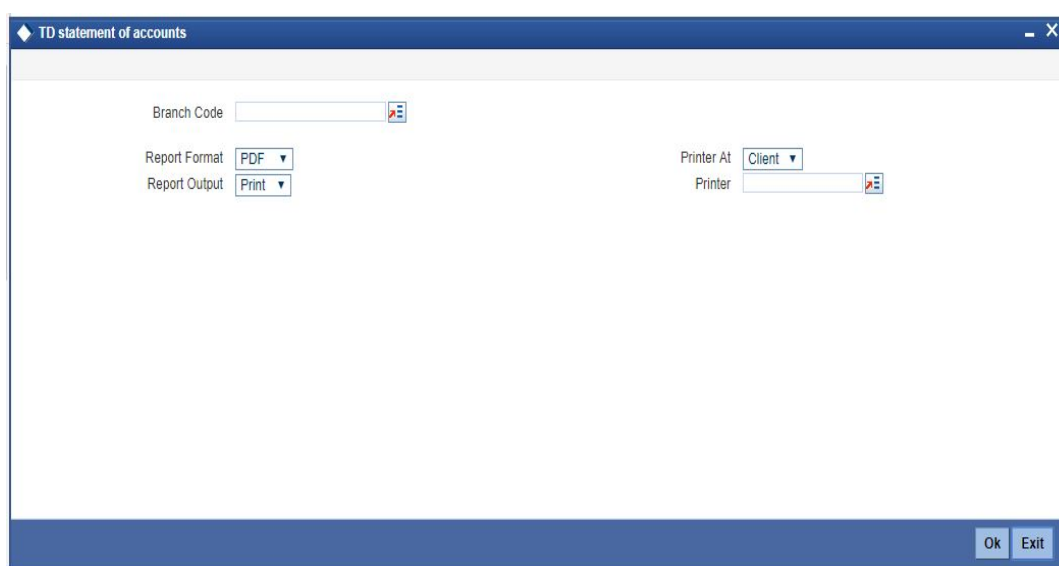 TD statement of accounts
Branch Code
Report Format PDF Printer At Client
Report Output Print Printer
Ok Exit